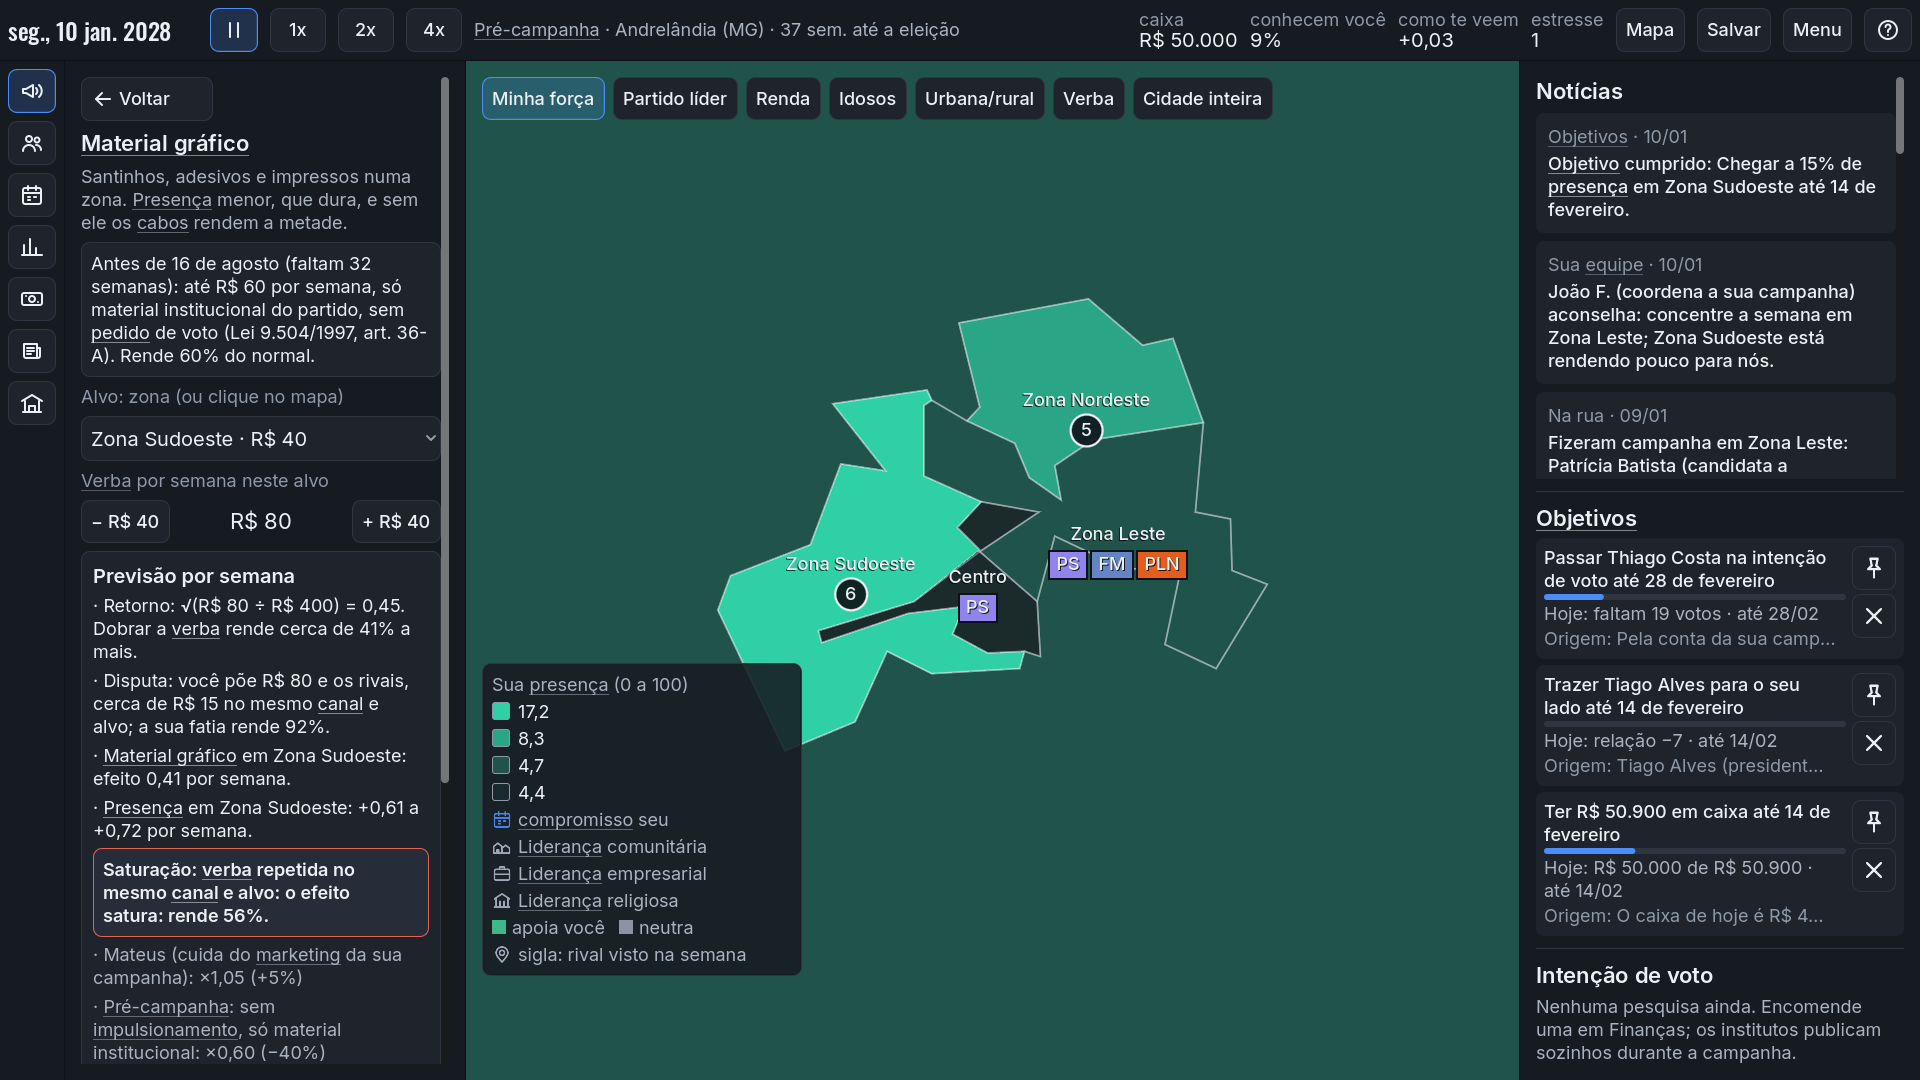 seg., 10 jan. 2028
1x
2x
4x
Pré-campanha · Andrelândia (MG) · 37 sem. até a eleição
caixa
R$ 50.000
conhecem você
9%
como te veem
+0,03
estresse
1
Mapa
Salvar
Menu
Voltar
Material gráfico
Santinhos, adesivos e impressos numa
zona. Presença menor, que dura, e sem
ele os cabos rendem a metade.
Antes de 16 de agosto (faltam 32
semanas): até R$ 60 por semana, só
material institucional do partido, sem
pedido de voto (Lei 9.504/1997, art. 36-
A). Rende 60% do normal.
Alvo: zona (ou clique no mapa)
Zona Sudoeste · R$ 40
Verba por semana neste alvo
− R$ 40
R$ 80
+ R$ 40
Previsão por semana
· Retorno: √(R$ 80 ÷ R$ 400) = 0,45.
Dobrar a verba rende cerca de 41% a
mais.
· Disputa: você põe R$ 80 e os rivais,
cerca de R$ 15 no mesmo canal e
alvo; a sua fatia rende 92%.
· Material gráfico em Zona Sudoeste:
efeito 0,41 por semana.
· Presença em Zona Sudoeste: +0,61 a
+0,72 por semana.
Saturação: verba repetida no
mesmo canal e alvo: o efeito
satura: rende 56%.
· Mateus (cuida do marketing da sua
campanha): ×1,05 (+5%)
· Pré-campanha: sem
impulsionamento, só material
institucional: ×0,60 (−40%)
Minha força
Partido líder
Renda
Idosos
Urbana/rural
Verba
Cidade inteira
Zona Nordeste
5
Zona Leste
PS
FM
PLN
Zona Sudoeste
6
Centro
PS
Sua presença (0 a 100)
17,2
8,3
4,7
4,4
compromisso seu
Liderança comunitária
Liderança empresarial
Liderança religiosa
apoia você
neutra
sigla: rival visto na semana
Notícias
Objetivos · 10/01
Objetivo cumprido: Chegar a 15% de
presença em Zona Sudoeste até 14 de
fevereiro.
Sua equipe · 10/01
João F. (coordena a sua campanha)
aconselha: concentre a semana em
Zona Leste; Zona Sudoeste está
rendendo pouco para nós.
Na rua · 09/01
Fizeram campanha em Zona Leste:
Patrícia Batista (candidata a
Objetivos
Passar Thiago Costa na intenção
de voto até 28 de fevereiro
Hoje: faltam 19 votos · até 28/02
Origem: Pela conta da sua camp...
Trazer Tiago Alves para o seu
lado até 14 de fevereiro
Hoje: relação −7 · até 14/02
Origem: Tiago Alves (president...
Ter R$ 50.900 em caixa até 14 de
fevereiro
Hoje: R$ 50.000 de R$ 50.900 ·
até 14/02
Origem: O caixa de hoje é R$ 4...
Intenção de voto
Nenhuma pesquisa ainda. Encomende
uma em Finanças; os institutos publicam
sozinhos durante a campanha.